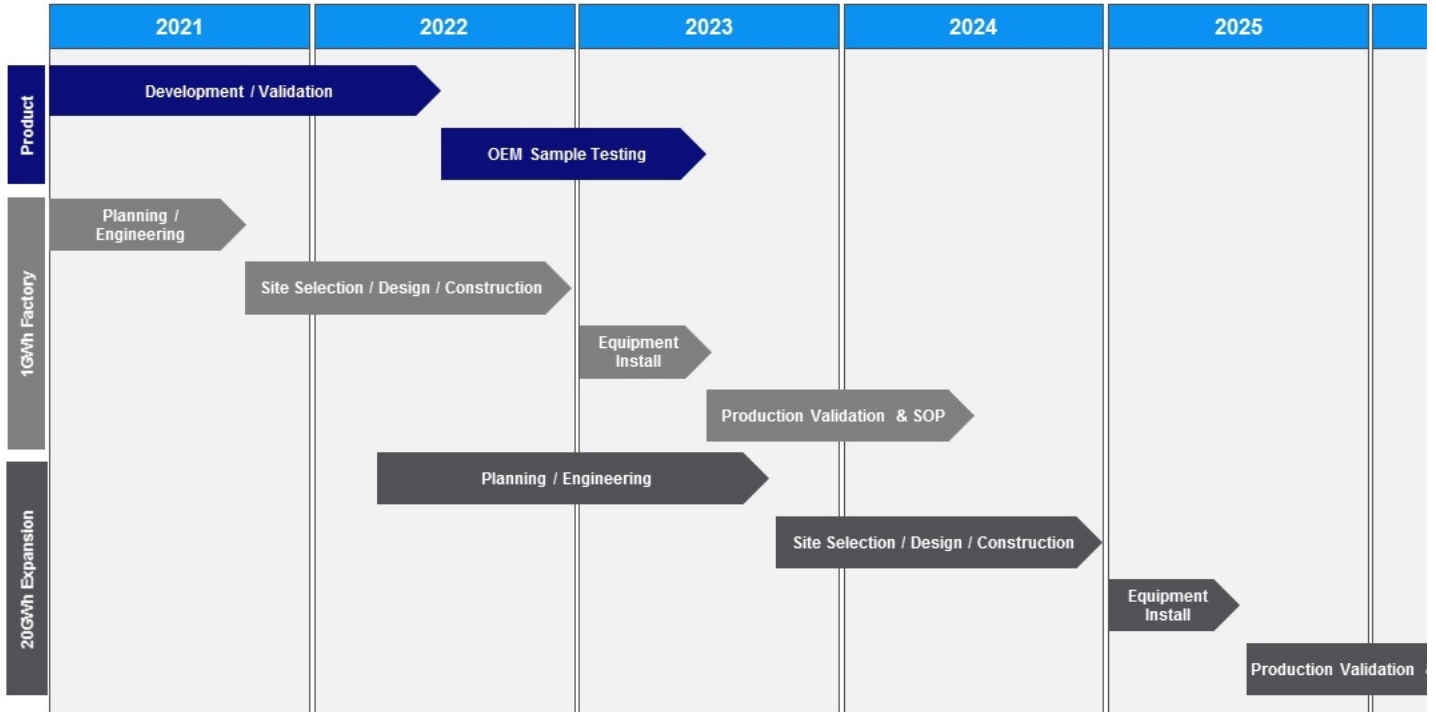 2021
2022
2023
2024
2025
Product
Development / Validation
OEM Sample Testing
1GWh Factory
Planning /
Engineering
Site Selection / Design / Construction
Equipment
Install
Production Validation & SOP
20GWh Expansion
Planning / Engineering
Site Selection / Design / Construction
Equipment
Install
Production Validation